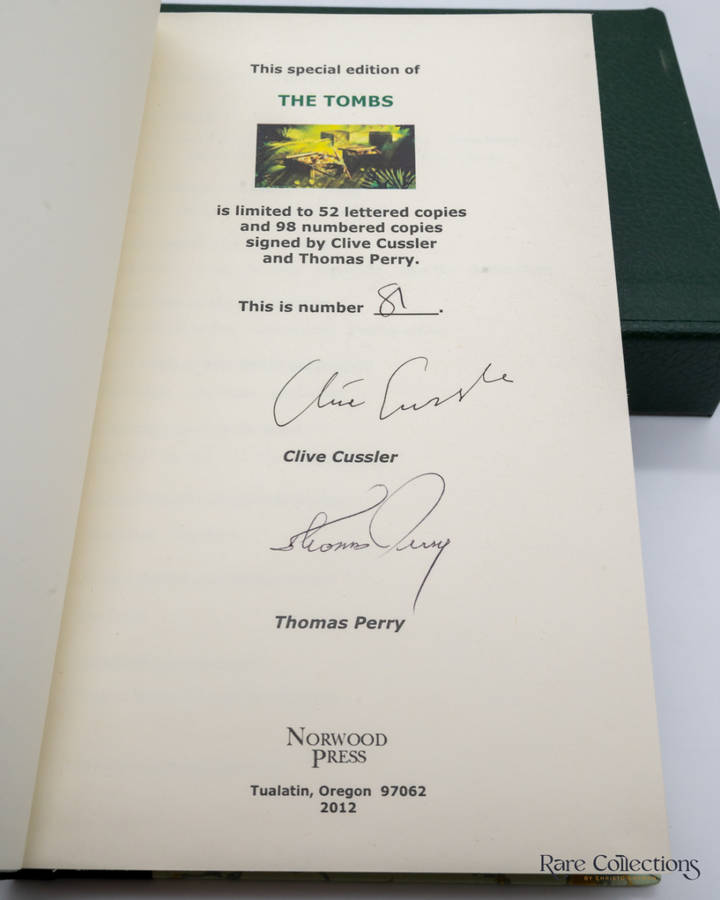 This special edition of
THE TOMBS
is limited to 52 lettered copies
and 98 numbered copies
signed by Clive Cussler
and Thomas Perry.
This is number 81.
Clive Cussler
Clive Cussler
Thomas Perry
Thomas Perry
NORWOOD
PRESS
Tualatin, Oregon 97062
2012
Rare Collections